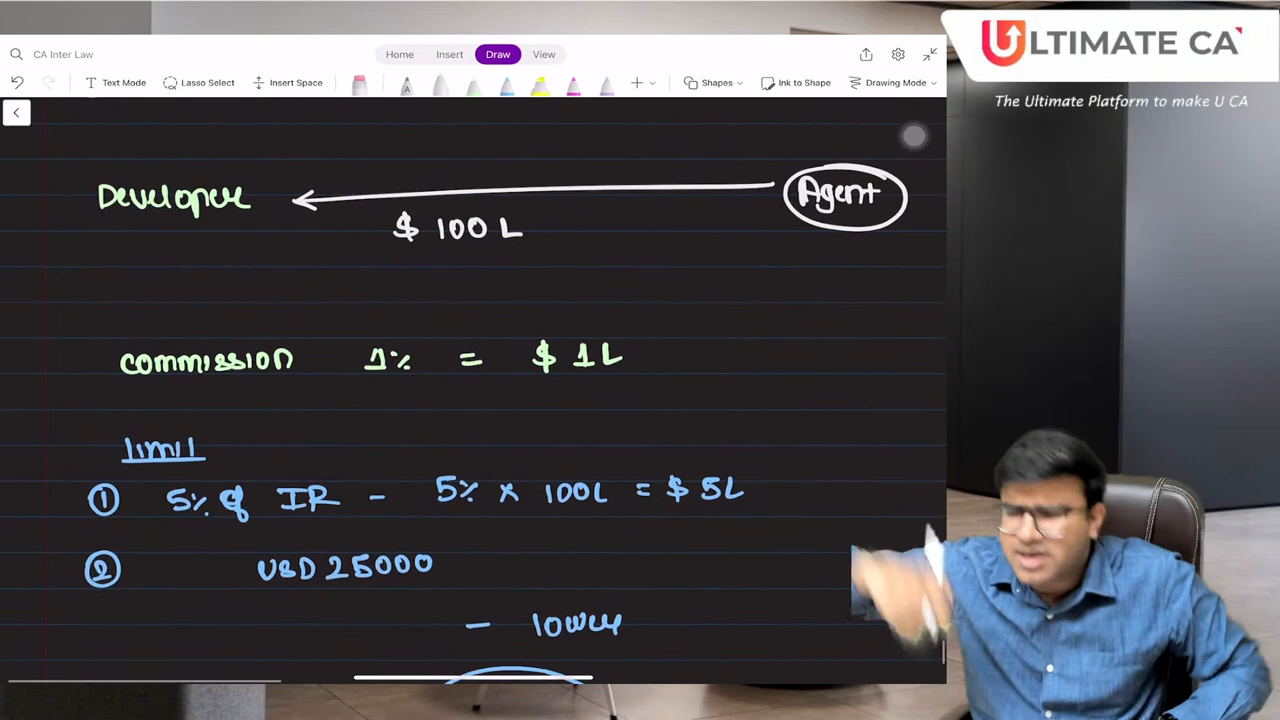 CA Inter Law
Home Insert Draw View
Text Mode Lasso Select Insert Space Shapes Ink to Shape Drawing Mode
ULTIMATE CA
The Ultimate Platform to make U CA
Developer Agent
$ 100 L
commission 1% = $ 1L
limit
① 5% of IR - 5% × 100L = $ 5L
② USD 25000
- lower